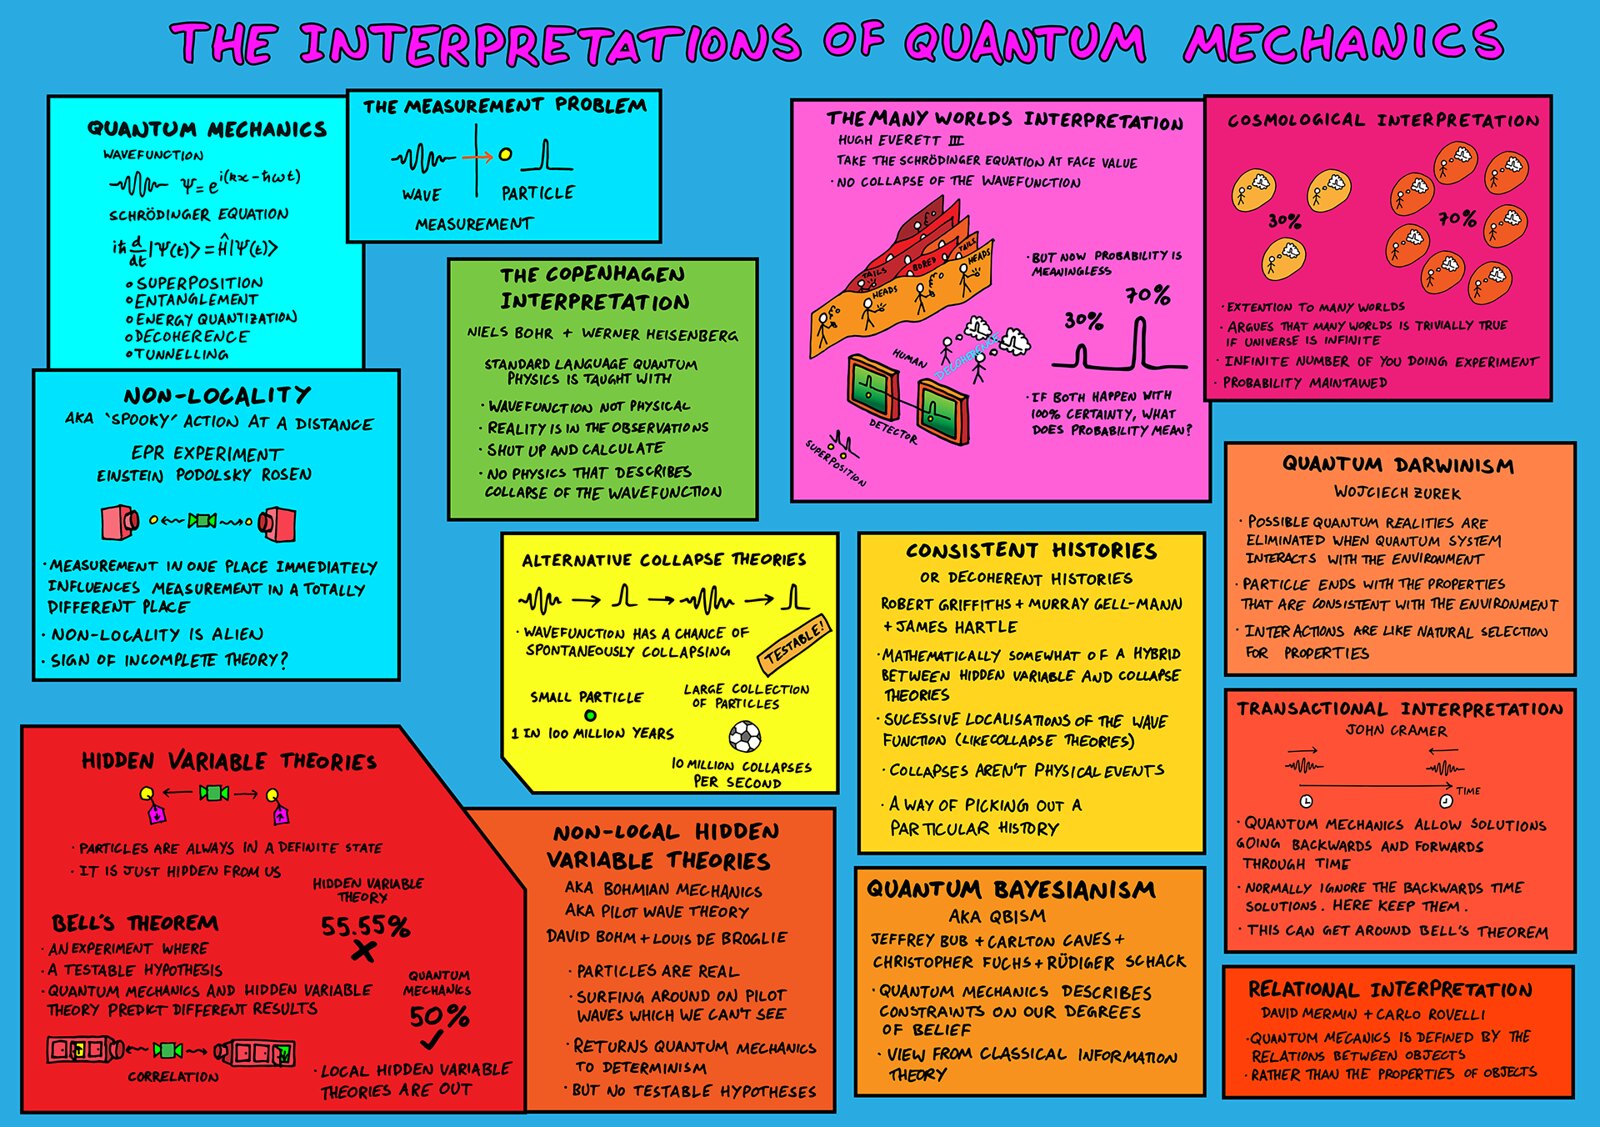 THE INTERPRETATIONS OF QUANTUM MECHANICS
QUANTUM MECHANICS
WAVEFUNCTION
Ψ=e^i(kx-ħωt)
SCHRÖDINGER EQUATION
iħ d/dt |Ψ(t)> = Ĥ|Ψ(t)>
• SUPERPOSITION
• ENTANGLEMENT
• ENERGY QUANTIZATION
• DECOHERENCE
• TUNNELLING
THE MEASUREMENT PROBLEM
WAVE PARTICLE
MEASUREMENT
NON-LOCALITY
AKA 'SPOOKY' ACTION AT A DISTANCE
EPR EXPERIMENT
EINSTEIN PODOLSKY ROSEN
· MEASUREMENT IN ONE PLACE IMMEDIATELY
INFLUENCES MEASUREMENT IN A TOTALLY
DIFFERENT PLACE
· NON-LOCALITY IS ALIEN
· SIGN OF INCOMPLETE THEORY?
THE COPENHAGEN
INTERPRETATION
NIELS BOHR + WERNER HEISENBERG
STANDARD LANGUAGE QUANTUM
PHYSICS IS TAUGHT WITH
· WAVEFUNCTION NOT PHYSICAL
· REALITY IS IN THE OBSERVATIONS
· SHUT UP AND CALCULATE
· NO PHYSICS THAT DESCRIBES
COLLAPSE OF THE WAVEFUNCTION
THE MANY WORLDS INTERPRETATION
HUGH EVERETT III
TAKE THE SCHRÖDINGER EQUATION AT FACE VALUE
· NO COLLAPSE OF THE WAVEFUNCTION
TAILS
BORED
TAILS
HEADS
HEADS
HUMAN
DECOHERENCE
DETECTOR
SUPERPOSITION
· BUT NOW PROBABILITY IS
MEANINGLESS
30% 70%
· IF BOTH HAPPEN WITH
100% CERTAINTY, WHAT
DOES PROBABILITY MEAN?
COSMOLOGICAL INTERPRETATION
30% 70%
· EXTENTION TO MANY WORLDS
· ARGUES THAT MANY WORLDS IS TRIVIALLY TRUE
IF UNIVERSE IS INFINITE
· INFINITE NUMBER OF YOU DOING EXPERIMENT
· PROBABILITY MAINTAWED
ALTERNATIVE COLLAPSE THEORIES
· WAVEFUNCTION HAS A CHANCE OF
SPONTANEOUSLY COLLAPSING
TESTABLE!
SMALL PARTICLE
1 IN 100 MILLION YEARS
LARGE COLLECTION
OF PARTICLES
10 MILLION COLLAPSES
PER SECOND
CONSISTENT HISTORIES
OR DECOHERENT HISTORIES
ROBERT GRIFFITHS + MURRAY GELL-MANN
+ JAMES HARTLE
· MATHEMATICALLY SOMEWHAT OF A HYBRID
BETWEEN HIDDEN VARIABLE AND COLLAPSE
THEORIES
· SUCESSIVE LOCALISATIONS OF THE WAVE
FUNCTION (LIKE COLLAPSE THEORIES)
· COLLAPSES AREN'T PHYSICAL EVENTS
· A WAY OF PICKING OUT A
PARTICULAR HISTORY
QUANTUM DARWINISM
WOJCIECH ZUREK
· POSSIBLE QUANTUM REALITIES ARE
ELIMINATED WHEN QUANTUM SYSTEM
INTERACTS WITH THE ENVIRONMENT
· PARTICLE ENDS WITH THE PROPERTIES
THAT ARE CONSISTENT WITH THE ENVIRONMENT
· INTERACTIONS ARE LIKE NATURAL SELECTION
FOR PROPERTIES
TRANSACTIONAL INTERPRETATION
JOHN CRAMER
TIME
· QUANTUM MECHANICS ALLOW SOLUTIONS
GOING BACKWARDS AND FORWARDS
THROUGH TIME
· NORMALLY IGNORE THE BACKWARDS TIME
SOLUTIONS. HERE KEEP THEM.
· THIS CAN GET AROUND BELL'S THEOREM
HIDDEN VARIABLE THEORIES
· PARTICLES ARE ALWAYS IN A DEFINITE STATE
· IT IS JUST HIDDEN FROM US
BELL'S THEOREM
· AN EXPERIMENT WHERE
· A TESTABLE HYPOTHESIS
· QUANTUM MECHANICS AND HIDDEN VARIABLE
THEORY PREDICT DIFFERENT RESULTS
CORRELATION
HIDDEN VARIABLE
THEORY
55.55%
QUANTUM
MECHANICS
50%
· LOCAL HIDDEN VARIABLE
THEORIES ARE OUT
NON-LOCAL HIDDEN
VARIABLE THEORIES
AKA BOHMIAN MECHANICS
AKA PILOT WAVE THEORY
DAVID BOHM + LOUIS DE BROGLIE
· PARTICLES ARE REAL
· SURFING AROUND ON PILOT
WAVES WHICH WE CAN'T SEE
· RETURNS QUANTUM MECHANICS
TO DETERMINISM
· BUT NO TESTABLE HYPOTHESES
QUANTUM BAYESIANISM
AKA QBISM
JEFFREY BUB + CARLTON CAVES +
CHRISTOPHER FUCHS + RÜDIGER SCHACK
· QUANTUM MECHANICS DESCRIBES
CONSTRAINTS ON OUR DEGREES
OF BELIEF
· VIEW FROM CLASSICAL INFORMATION
THEORY
RELATIONAL INTERPRETATION
DAVID MERMIN + CARLO ROVELLI
· QUANTUM MECANICS IS DEFINED BY THE
RELATIONS BETWEEN OBJECTS
· RATHER THAN THE PROPERTIES OF OBJECTS